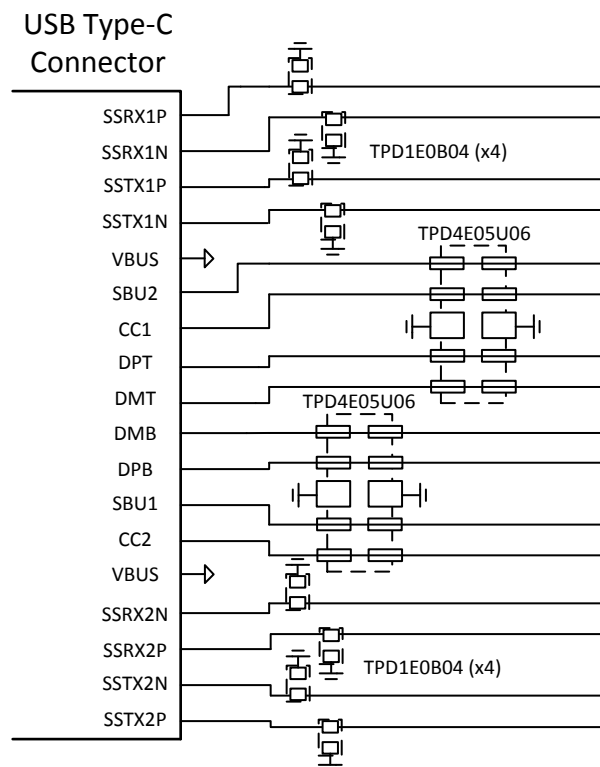 USB Type-C
Connector
SSRX1P
SSRX1N
TPD1E0B04 (x4)
SSTX1P
SSTX1N
TPD4E05U06
VBUS
SBU2
CC1
DPT
DMT
TPD4E05U06
DMB
DPB
SBU1
CC2
VBUS
SSRX2N
SSRX2P
TPD1E0B04 (x4)
SSTX2N
SSTX2P